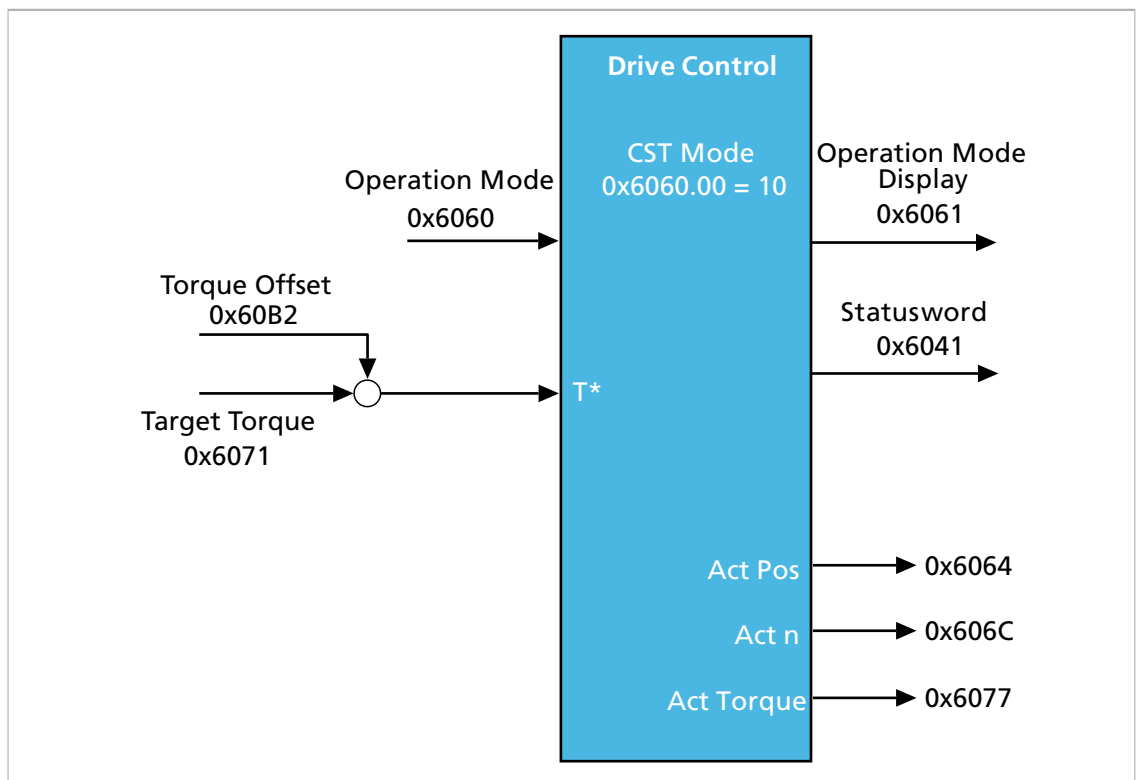 Drive Control
CST Mode
0x6060.00 = 10
Operation Mode
0x6060
Torque Offset
0x60B2
T*
Target Torque
0x6071
Operation Mode
Display
0x6061
Statusword
0x6041
Act Pos
0x6064
Act n
0x606C
Act Torque
0x6077